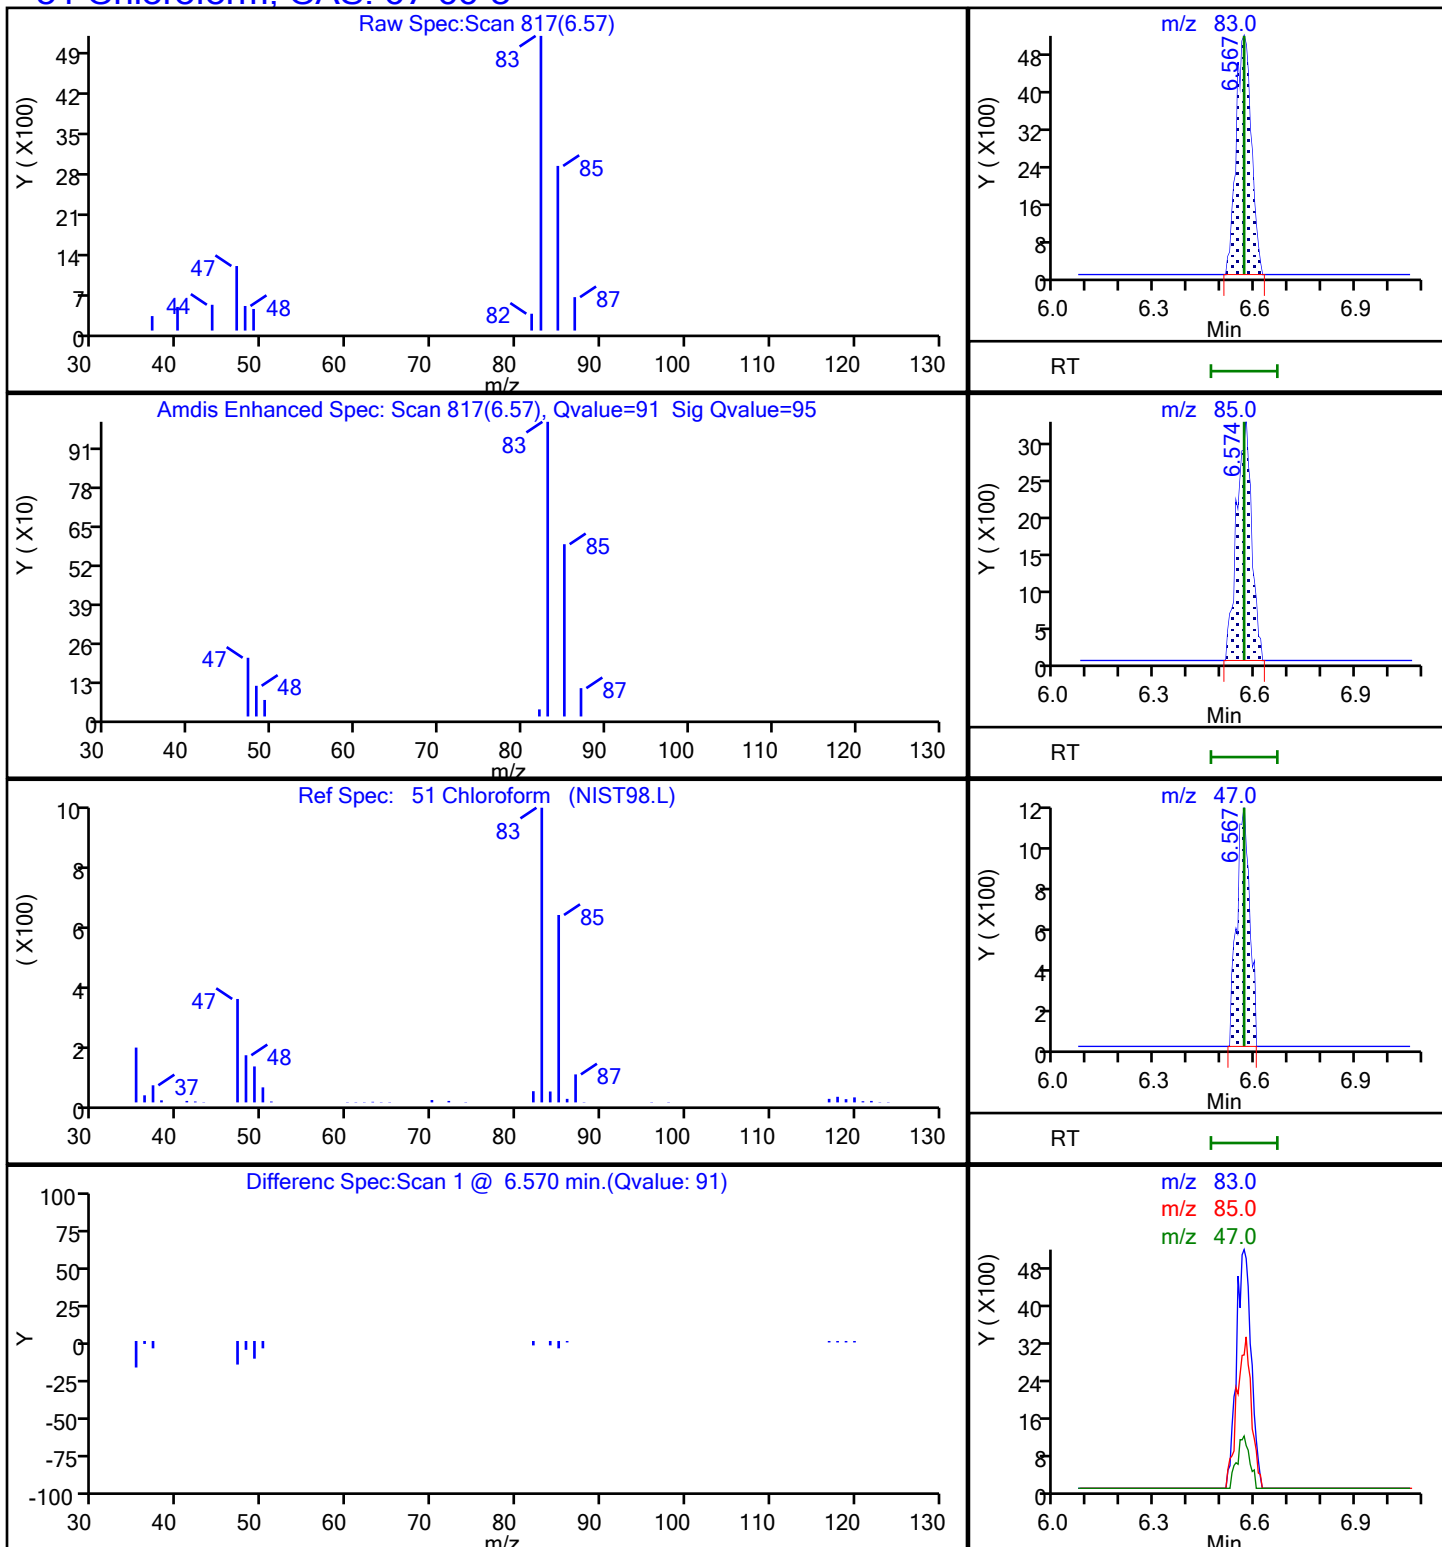 Raw Spec:Scan 817(6.57)
Y ( X100)
49
42
35
28
21
14
7
0
83
85
47
44
48
82
87
30 40 50 60 70 80 90 100 110 120 130
m/z
m/z 83.0
Y ( X100)
48
40
32
24
16
8
0
6.567
6.0 6.3 6.6 6.9
Min
RT
Amdis Enhanced Spec: Scan 817(6.57), Qvalue=91 Sig Qvalue=95
Y ( X10)
91
78
65
52
39
26
13
0
83
85
47
48
87
30 40 50 60 70 80 90 100 110 120 130
m/z
m/z 85.0
Y ( X100)
30
25
20
15
10
5
0
6.574
6.0 6.3 6.6 6.9
Min
RT
Ref Spec: 51 Chloroform (NIST98.L)
( X100)
10
8
6
4
2
0
83
85
47
48
37
87
30 40 50 60 70 80 90 100 110 120 130
m/z 47.0
Y ( X100)
12
10
8
6
4
2
0
6.567
6.0 6.3 6.6 6.9
Min
RT
Differenc Spec:Scan 1 @ 6.570 min.(Qvalue: 91)
Y
100
75
50
25
0
-25
-50
-75
-100
30 40 50 60 70 80 90 100 110 120 130
m/z
m/z 83.0
m/z 85.0
m/z 47.0
Y ( X100)
48
40
32
24
16
8
0
6.0 6.3 6.6 6.9
Min